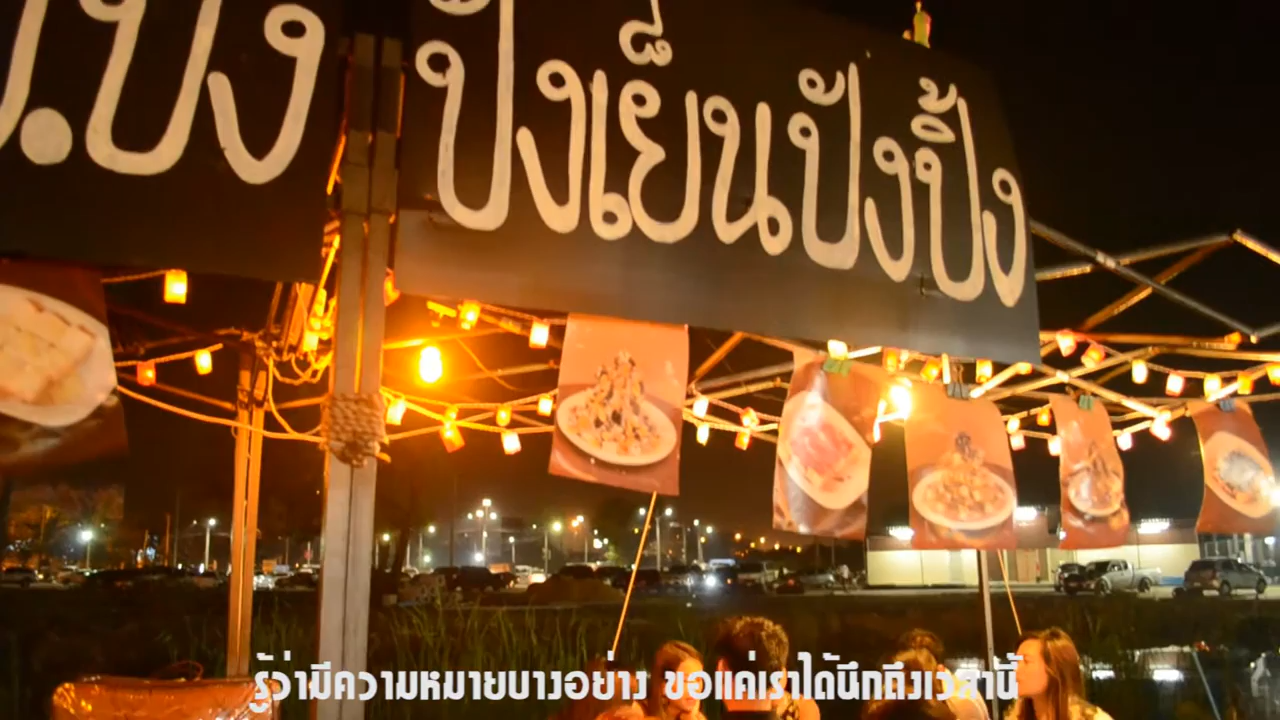 ป.ปัง
ปังเย็นปังปิ้ง
รู้ว่ามีความหมายบางอย่าง ขอแค่เราได้นึกถึงเวลานี้